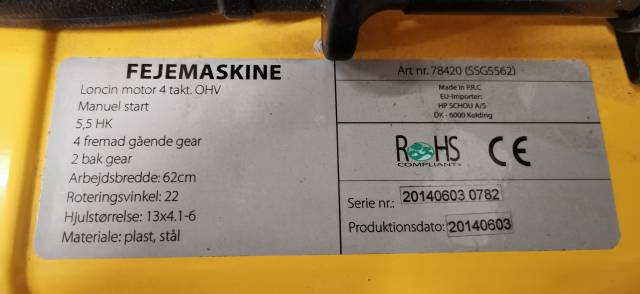 FEJEMASKINE
Loncin motor 4 takt. OHV
Manuel start
5,5 HK
4 fremad gående gear
2 bak gear
Arbejdsbredde: 62cm
Roteringsvinkel: 22
Hjulstørrelse: 13x4.1-6
Materiale: plast, stål
Art nr. 78420 (SSG5562)
Made in P.R.C
EU-Importer:
HP SCHOU A/S
DK - 6000 Kolding
RoHS CE
COMPLIANT
Serie nr.: 20140603 0782
Produktionsdato: 20140603